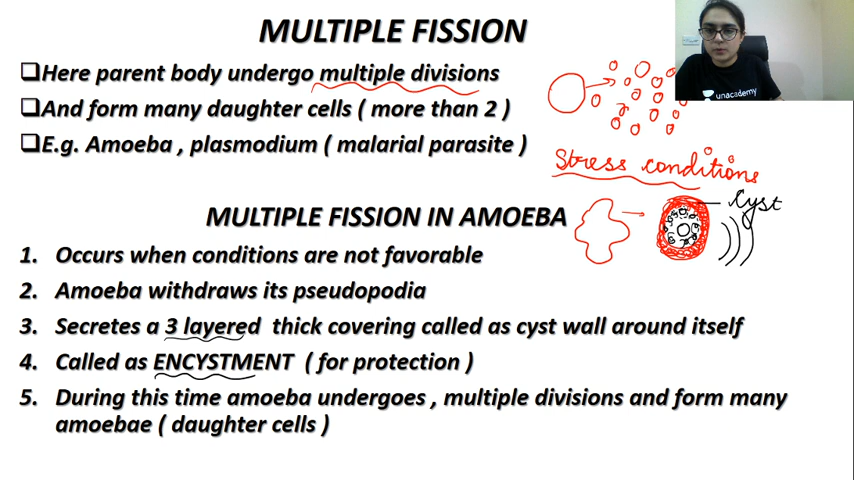 MULTIPLE FISSION
❑Here parent body undergo multiple divisions
❑And form many daughter cells ( more than 2 )
❑E.g. Amoeba , plasmodium ( malarial parasite )
unacademy
Stress conditions
Cyst
MULTIPLE FISSION IN AMOEBA
1. Occurs when conditions are not favorable
2. Amoeba withdraws its pseudopodia
3. Secretes a 3 layered thick covering called as cyst wall around itself
4. Called as ENCYSTMENT ( for protection )
5. During this time amoeba undergoes , multiple divisions and form many
amoebae ( daughter cells )